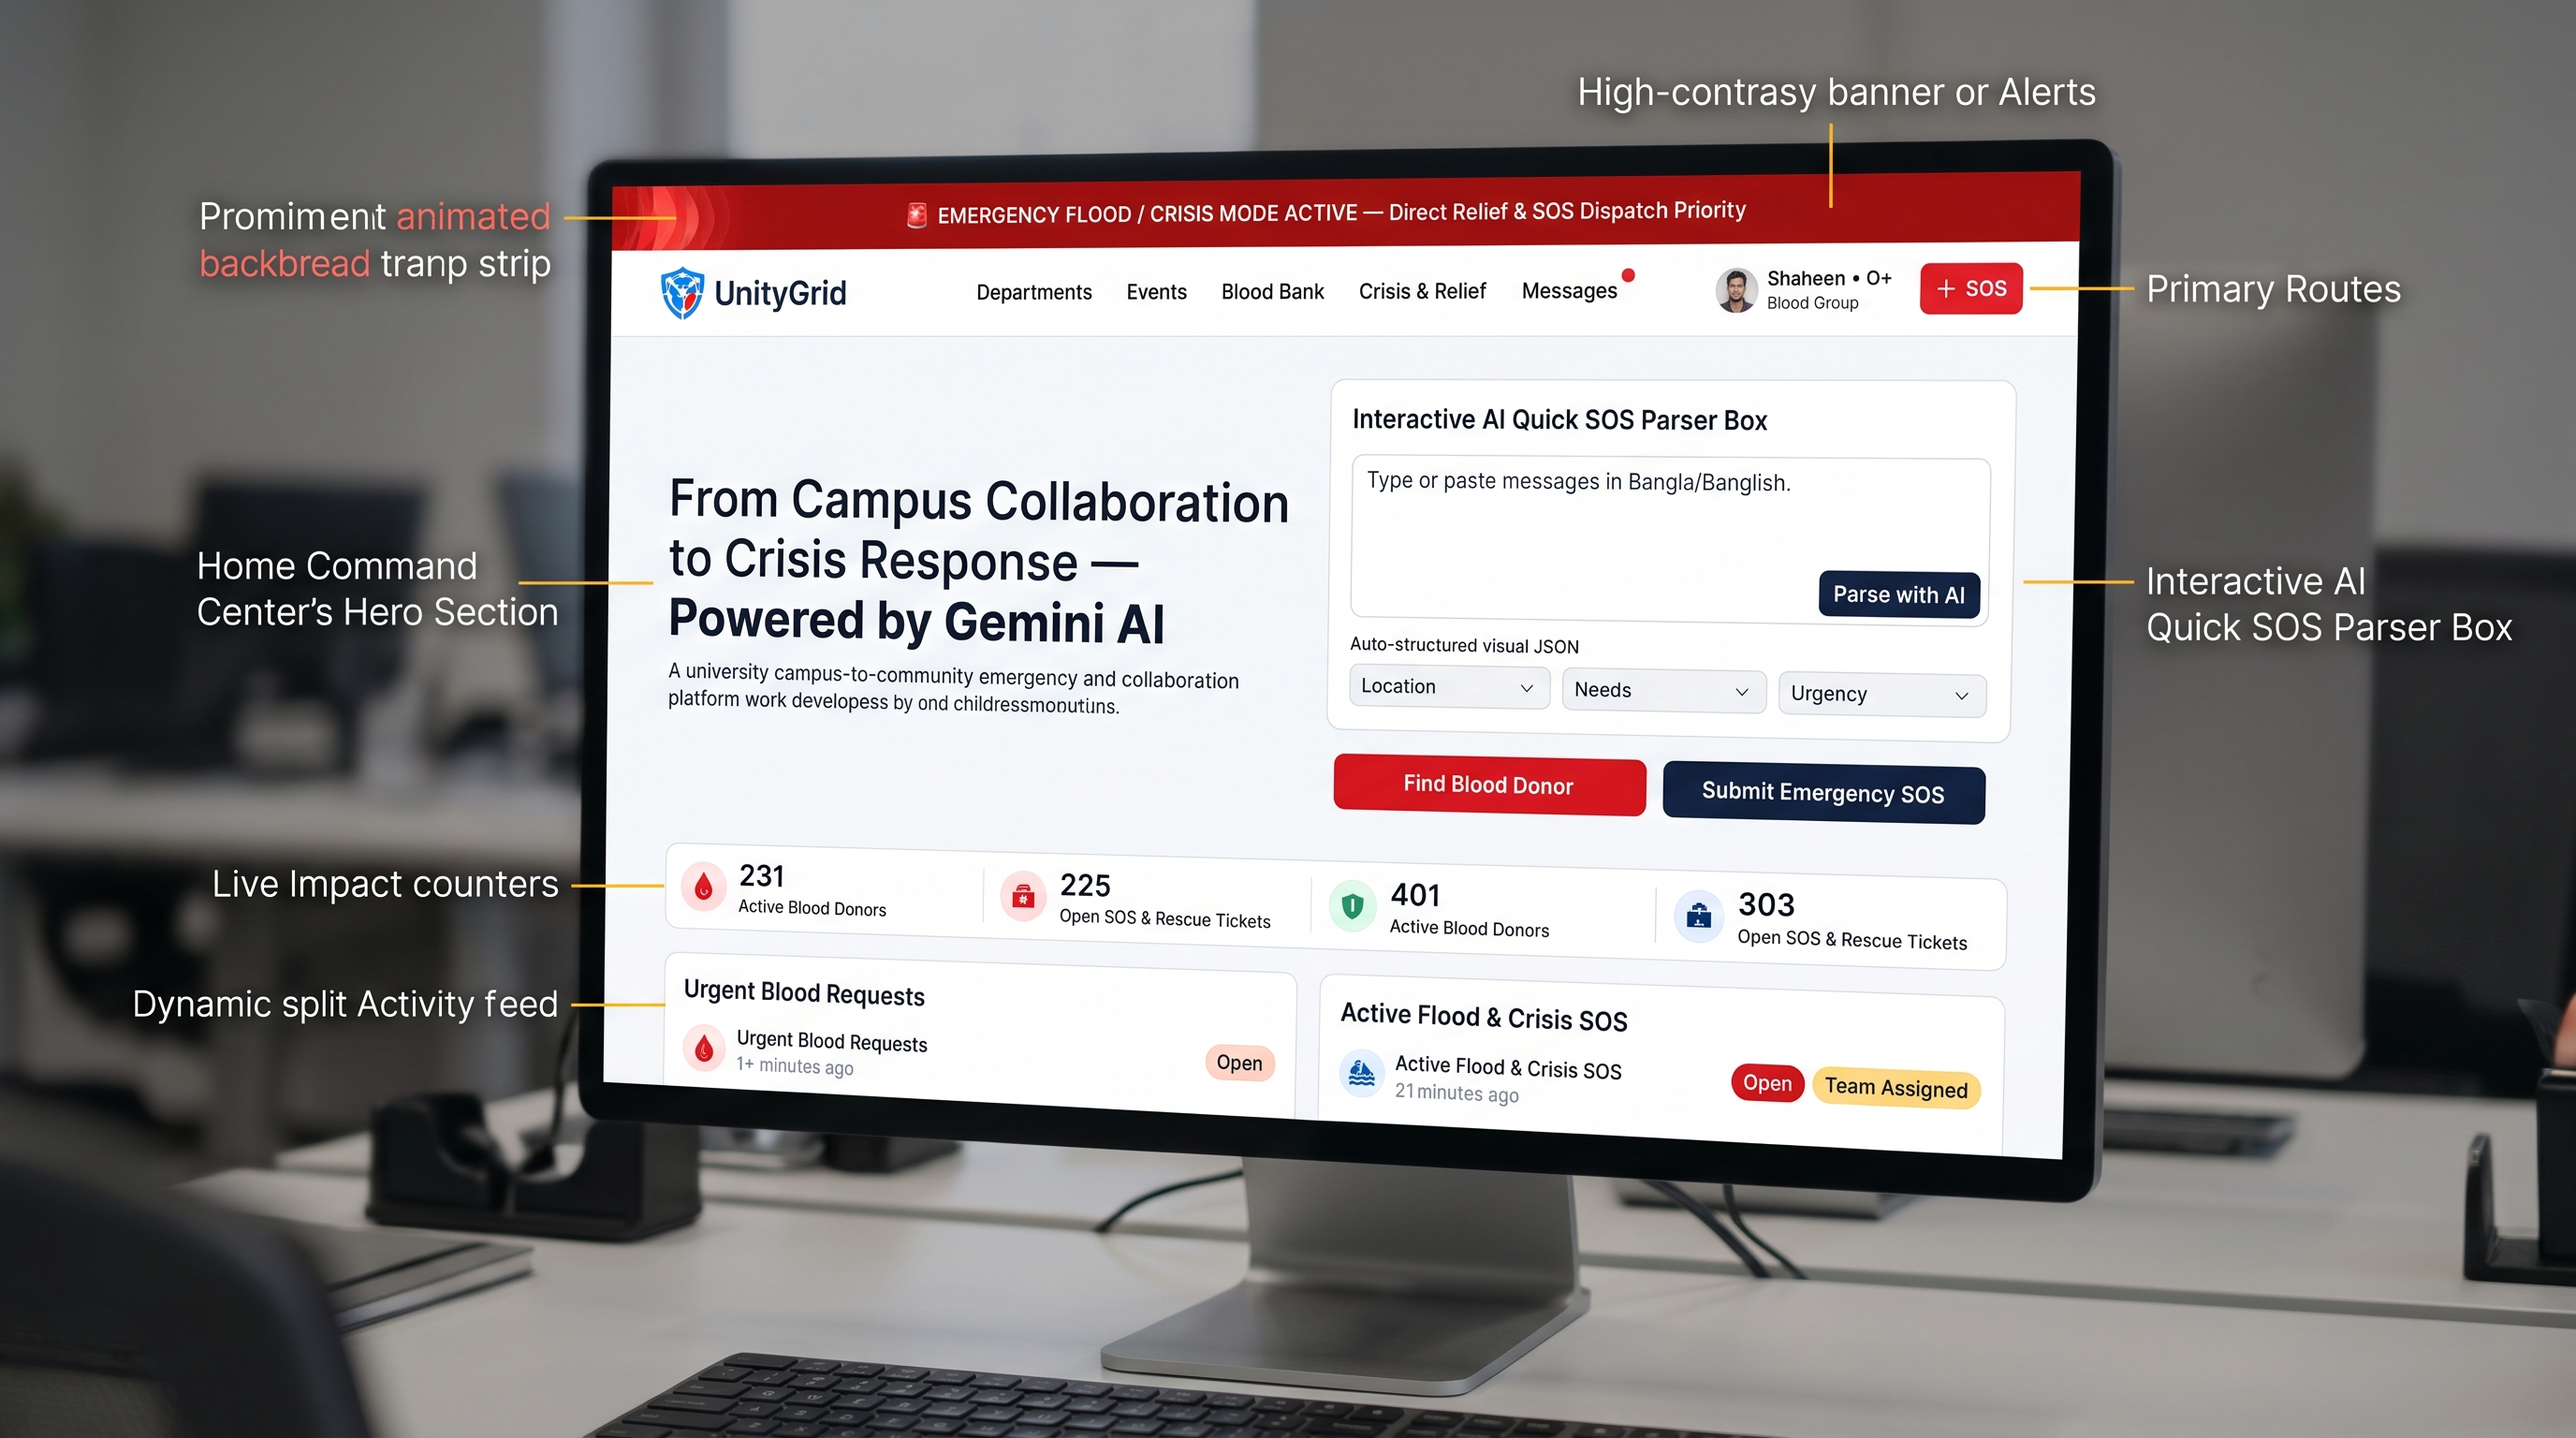 High-contrasy banner or Alerts
Promiment animated
backbread tranp strip
🚨 EMERGENCY FLOOD / CRISIS MODE ACTIVE — Direct Relief & SOS Dispatch Priority
UnityGrid
Departments
Events
Blood Bank
Crisis & Relief
Messages
Shaheen • O+
Blood Group
+ SOS
Primary Routes
Home Command
Center's Hero Section
From Campus Collaboration
to Crisis Response —
Powered by Gemini AI
A university campus-to-community emergency and collaboration
platform work developess by ond childressmonutiins.
Interactive AI Quick SOS Parser Box
Type or paste messages in Bangla/Banglish.
Parse with AI
Auto-structured visual JSON
Location
Needs
Urgency
Interactive AI
Quick SOS Parser Box
Find Blood Donor
Submit Emergency SOS
Live Impact counters
231
Active Blood Donors
225
Open SOS & Rescue Tickets
401
Active Blood Donors
303
Open SOS & Rescue Tickets
Dynamic split Activity feed
Urgent Blood Requests
Urgent Blood Requests
1+ minutes ago
Open
Active Flood & Crisis SOS
Active Flood & Crisis SOS
21 minutes ago
Open
Team Assigned